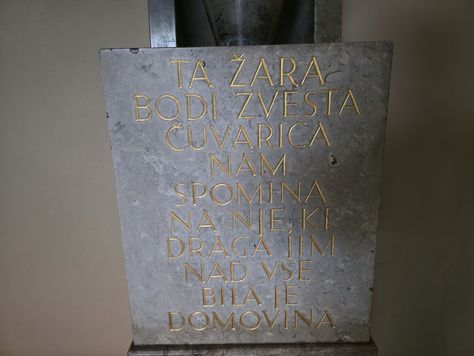 TA ŽARA
BODI ZVESTA
ČUVARICA
NAM
SPOMINA
NA NJE, KI
DRAGA JIM
NAD VSE
BILA JE
DOMOVINA